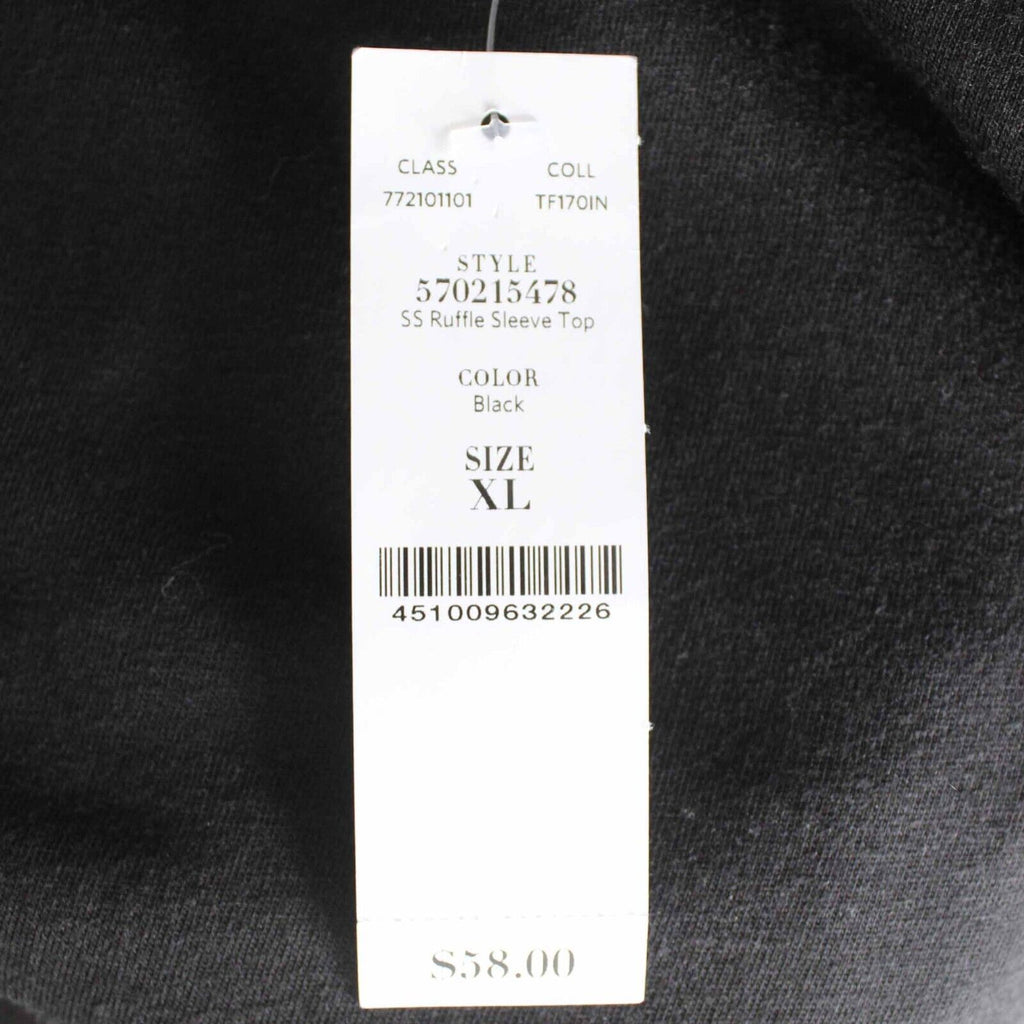 CLASS COLL
772101101 TF170IN
STYLE
570215478
SS Ruffle Sleeve Top
COLOR
Black
SIZE
XL
451009632226
$58.00